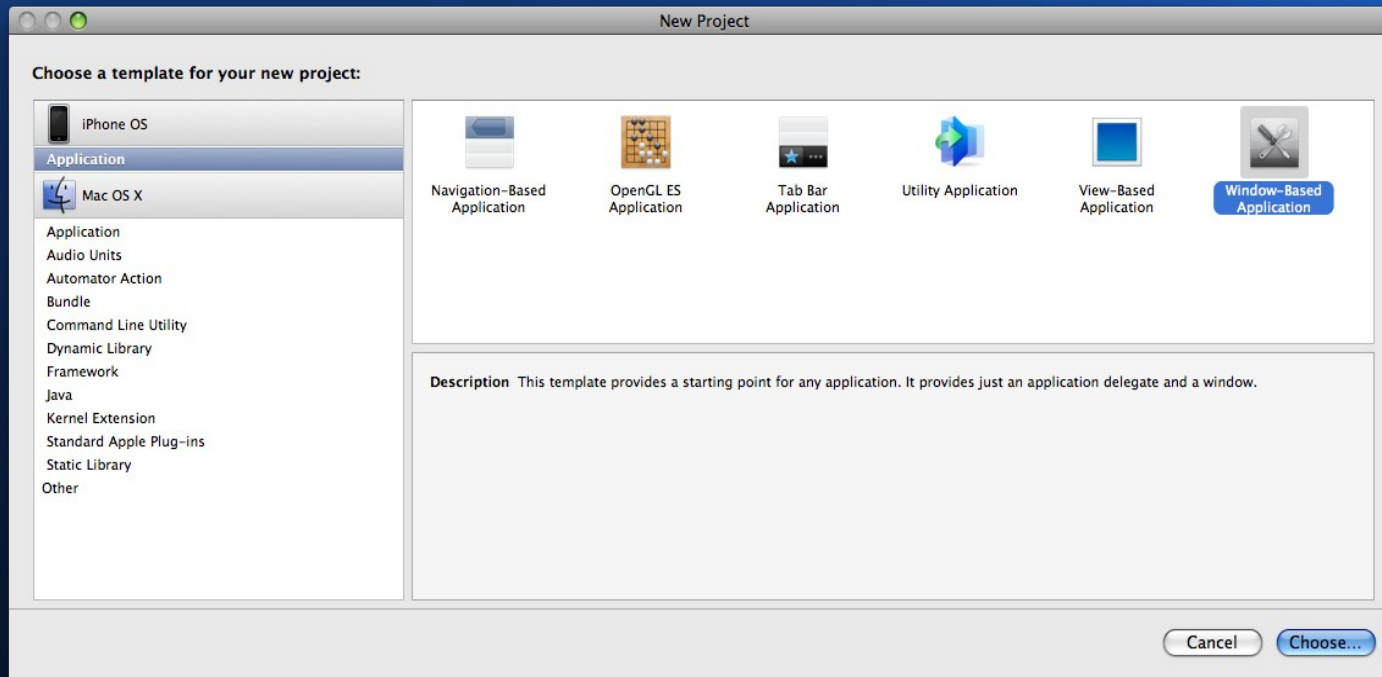 New Project
Choose a template for your new project:
iPhone OS
Application
Mac OS X
Application
Audio Units
Automator Action
Bundle
Command Line Utility
Dynamic Library
Framework
Java
Kernel Extension
Standard Apple Plug-ins
Static Library
Other
Navigation-Based
Application
OpenGL ES
Application
Tab Bar
Application
Utility Application
View-Based
Application
Window-Based
Application
Description This template provides a starting point for any application. It provides just an application delegate and a window.
Cancel
Choose...